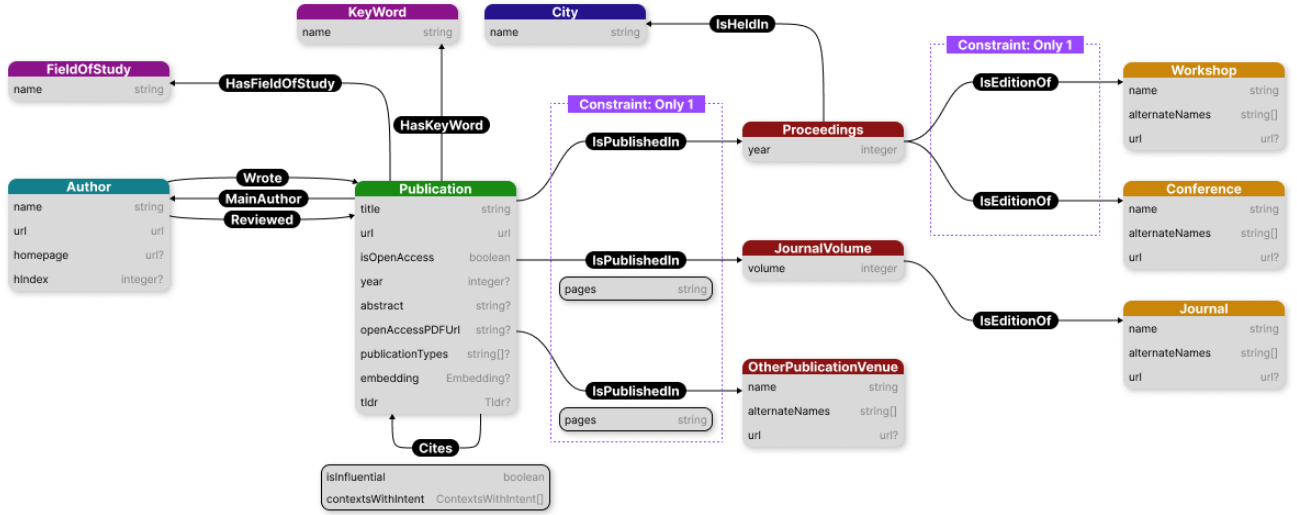 KeyWord
name string
City
name string
IsHeldIn
Constraint: Only 1
FieldOfStudy
name string
HasFieldOfStudy
HasKeyWord
Constraint: Only 1
IsPublishedIn
Proceedings
year integer
IsEditionOf
Workshop
name string
alternateNames string[]
url url?
IsEditionOf
Conference
name string
alternateNames string[]
url url?
Author
name string
url url
homepage url?
hIndex integer?
Wrote
MainAuthor
Reviewed
Publication
title string
url url
isOpenAccess boolean
year integer?
abstract string?
openAccessPDFUrl string?
publicationTypes string[]?
embedding Embedding?
tldr Tldr?
IsPublishedIn
pages string
JournalVolume
volume integer
IsEditionOf
Journal
name string
alternateNames string[]
url url?
IsPublishedIn
pages string
OtherPublicationVenue
name string
alternateNames string[]
url url?
Cites
isInfluential boolean
contextsWithIntent ContextsWithIntent[]